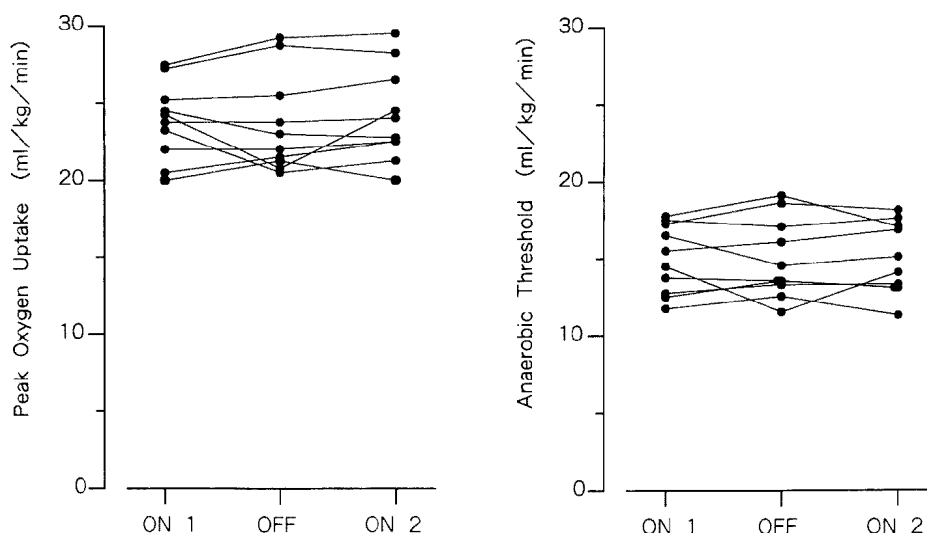 Peak Oxygen Uptake (ml/kg/min)
30
20
10
0
ON 1 OFF ON 2
Anaerobic Threshold (ml/kg/min)
30
20
10
0
ON 1 OFF ON 2